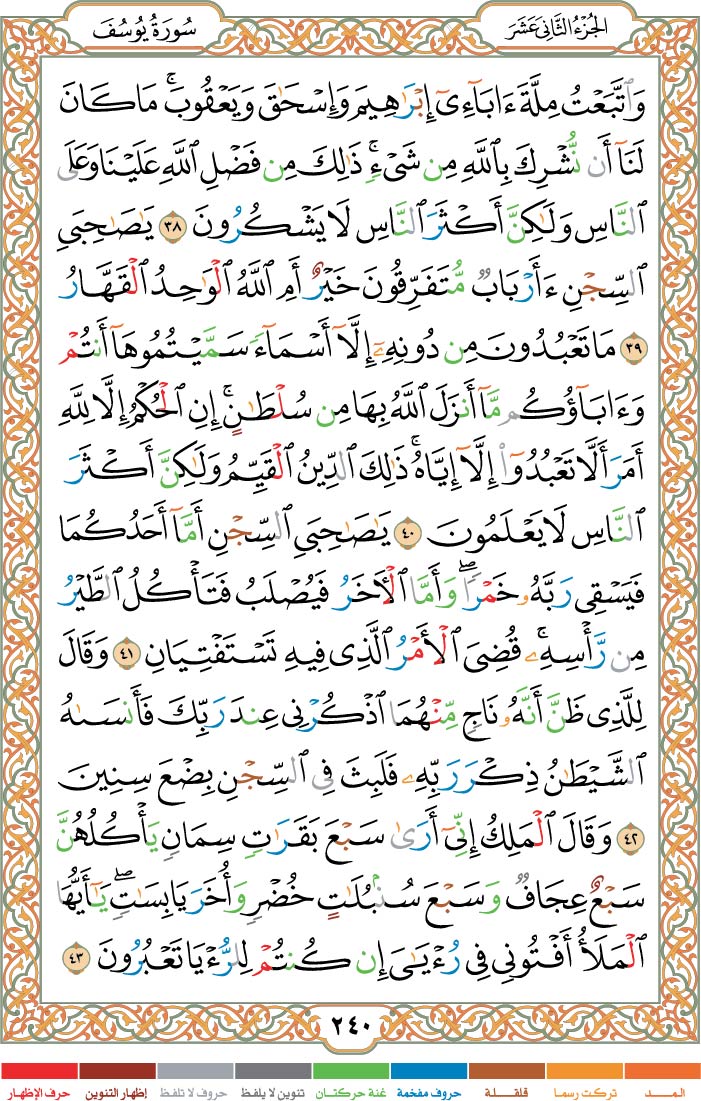 الجُزْءُ الثَّانِي عَشَرَ
سُورَةُ يُوسُفَ
وَٱتَّبَعْتُ مِلَّةَ ءَابَآءِىٓ إِبْرَٰهِيمَ وَإِسْحَٰقَ وَيَعْقُوبَ ۚ مَا كَانَ
لَنَآ أَن نُّشْرِكَ بِٱللَّهِ مِن شَىْءٍ ۚ ذَٰلِكَ مِن فَضْلِ ٱللَّهِ عَلَيْنَا وَعَلَى
ٱلنَّاسِ وَلَٰكِنَّ أَكْثَرَ ٱلنَّاسِ لَا يَشْكُرُونَ ٣٨ يَٰصَٰحِبَىِ
ٱلسِّجْنِ ءَأَرْبَابٌ مُّتَفَرِّقُونَ خَيْرٌ أَمِ ٱللَّهُ ٱلْوَٰحِدُ ٱلْقَهَّارُ
٣٩ مَا تَعْبُدُونَ مِن دُونِهِۦٓ إِلَّآ أَسْمَآءً سَمَّيْتُمُوهَآ أَنتُمْ
وَءَابَآؤُكُم مَّآ أَنزَلَ ٱللَّهُ بِهَا مِن سُلْطَٰنٍ ۚ إِنِ ٱلْحُكْمُ إِلَّا لِلَّهِ
أَمَرَ أَلَّا تَعْبُدُوٓا۟ إِلَّآ إِيَّاهُ ۚ ذَٰلِكَ ٱلدِّينُ ٱلْقَيِّمُ وَلَٰكِنَّ أَكْثَرَ
ٱلنَّاسِ لَا يَعْلَمُونَ ٤٠ يَٰصَٰحِبَىِ ٱلسِّجْنِ أَمَّآ أَحَدُكُمَا
فَيَسْقِى رَبَّهُۥ خَمْرًا ۖ وَأَمَّا ٱلْءَاخَرُ فَيُصْلَبُ فَتَأْكُلُ ٱلطَّيْرُ
مِن رَّأْسِهِۦ ۚ قُضِىَ ٱلْأَمْرُ ٱلَّذِى فِيهِ تَسْتَفْتِيَانِ ٤١ وَقَالَ
لِلَّذِى ظَنَّ أَنَّهُۥ نَاجٍ مِّنْهُمَا ٱذْكُرْنِى عِندَ رَبِّكَ فَأَنسَىٰهُ
ٱلشَّيْطَٰنُ ذِكْرَ رَبِّهِۦ فَلَبِثَ فِى ٱلسِّجْنِ بِضْعَ سِنِينَ
٤٢ وَقَالَ ٱلْمَلِكُ إِنِّىٓ أَرَىٰ سَبْعَ بَقَرَٰتٍ سِمَانٍ يَأْكُلُهُنَّ
سَبْعٌ عِجَافٌ وَسَبْعَ سُنۢبُلَٰتٍ خُضْرٍ وَأُخَرَ يَابِسَٰتٍ ۖ يَٰٓأَيُّهَا
ٱلْمَلَأُ أَفْتُونِى فِى رُءْيَٰىَ إِن كُنتُمْ لِلرُّءْيَا تَعْبُرُونَ ٤٣
٢٤٠
المـــد تركت رسما قلقـــلة حروف مفخمة غنة حركتان تنوين لا يلفظ حروف لا تلفظ إظهار التنوين حرف الإظهار